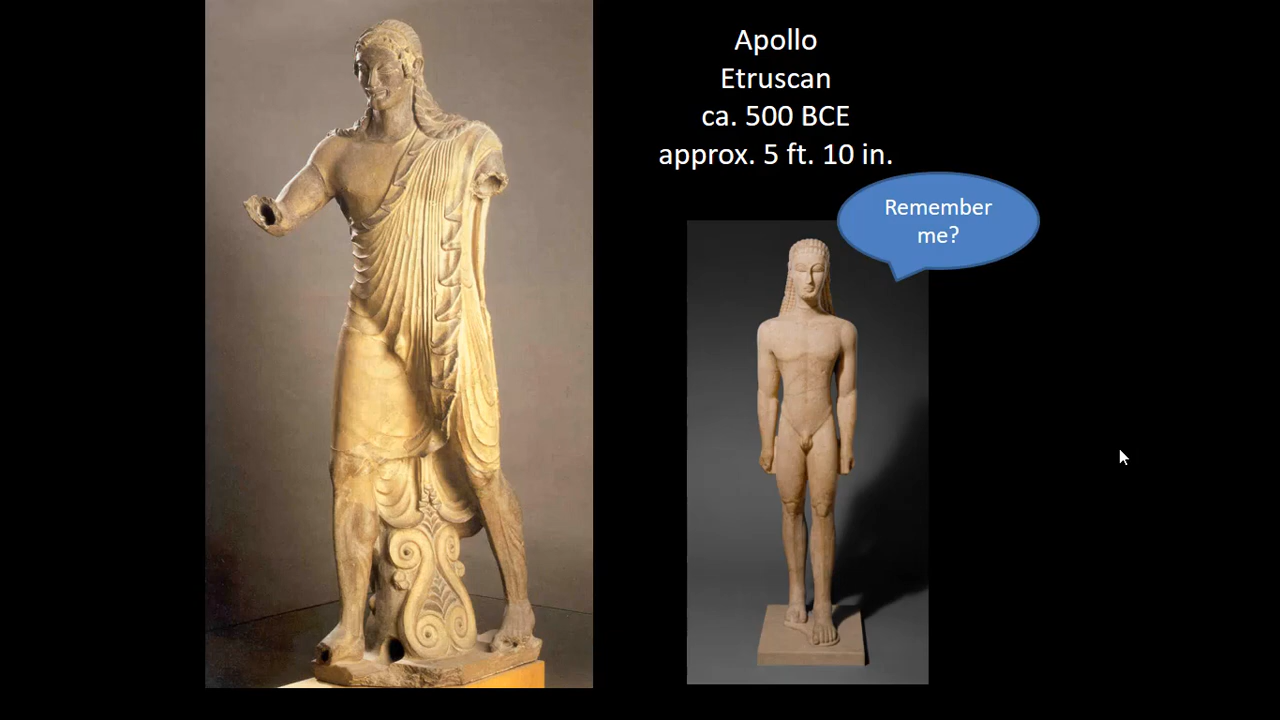 Apollo
Etruscan
ca. 500 BCE
approx. 5 ft. 10 in.
Remember
me?